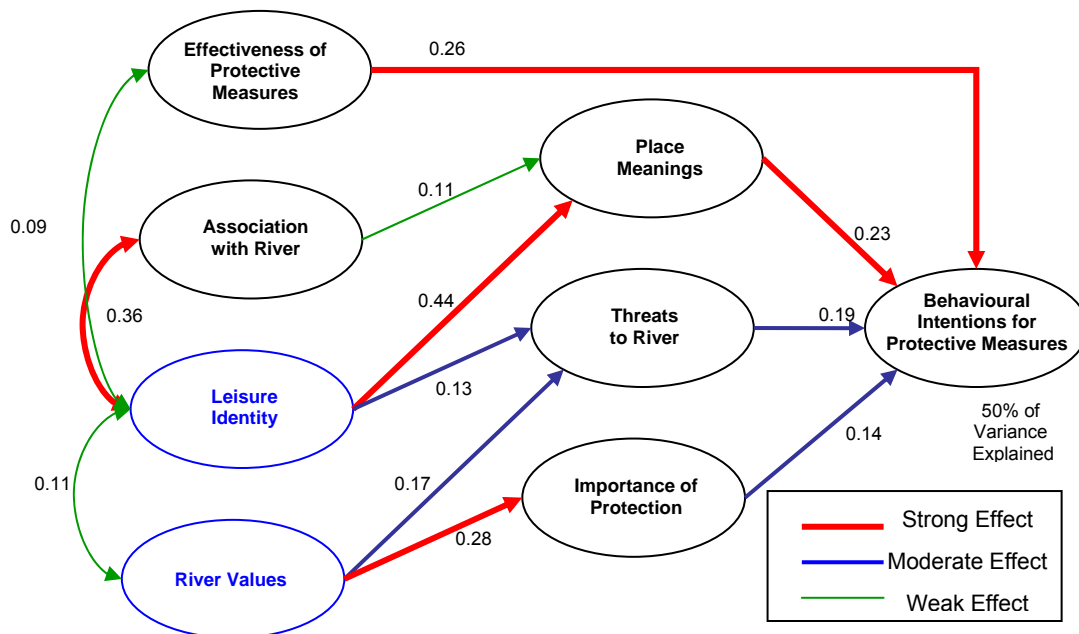 Effectiveness of
Protective
Measures
0.26
Place
Meanings
0.11
Association
with River
0.09
0.23
0.36
0.44
Threats
to River
0.19
Behavioural
Intentions for
Protective Measures
Leisure
Identity
0.13
50% of
Variance
Explained
0.14
0.11
0.17
Importance of
Protection
0.28
River Values
Strong Effect
Moderate Effect
Weak Effect